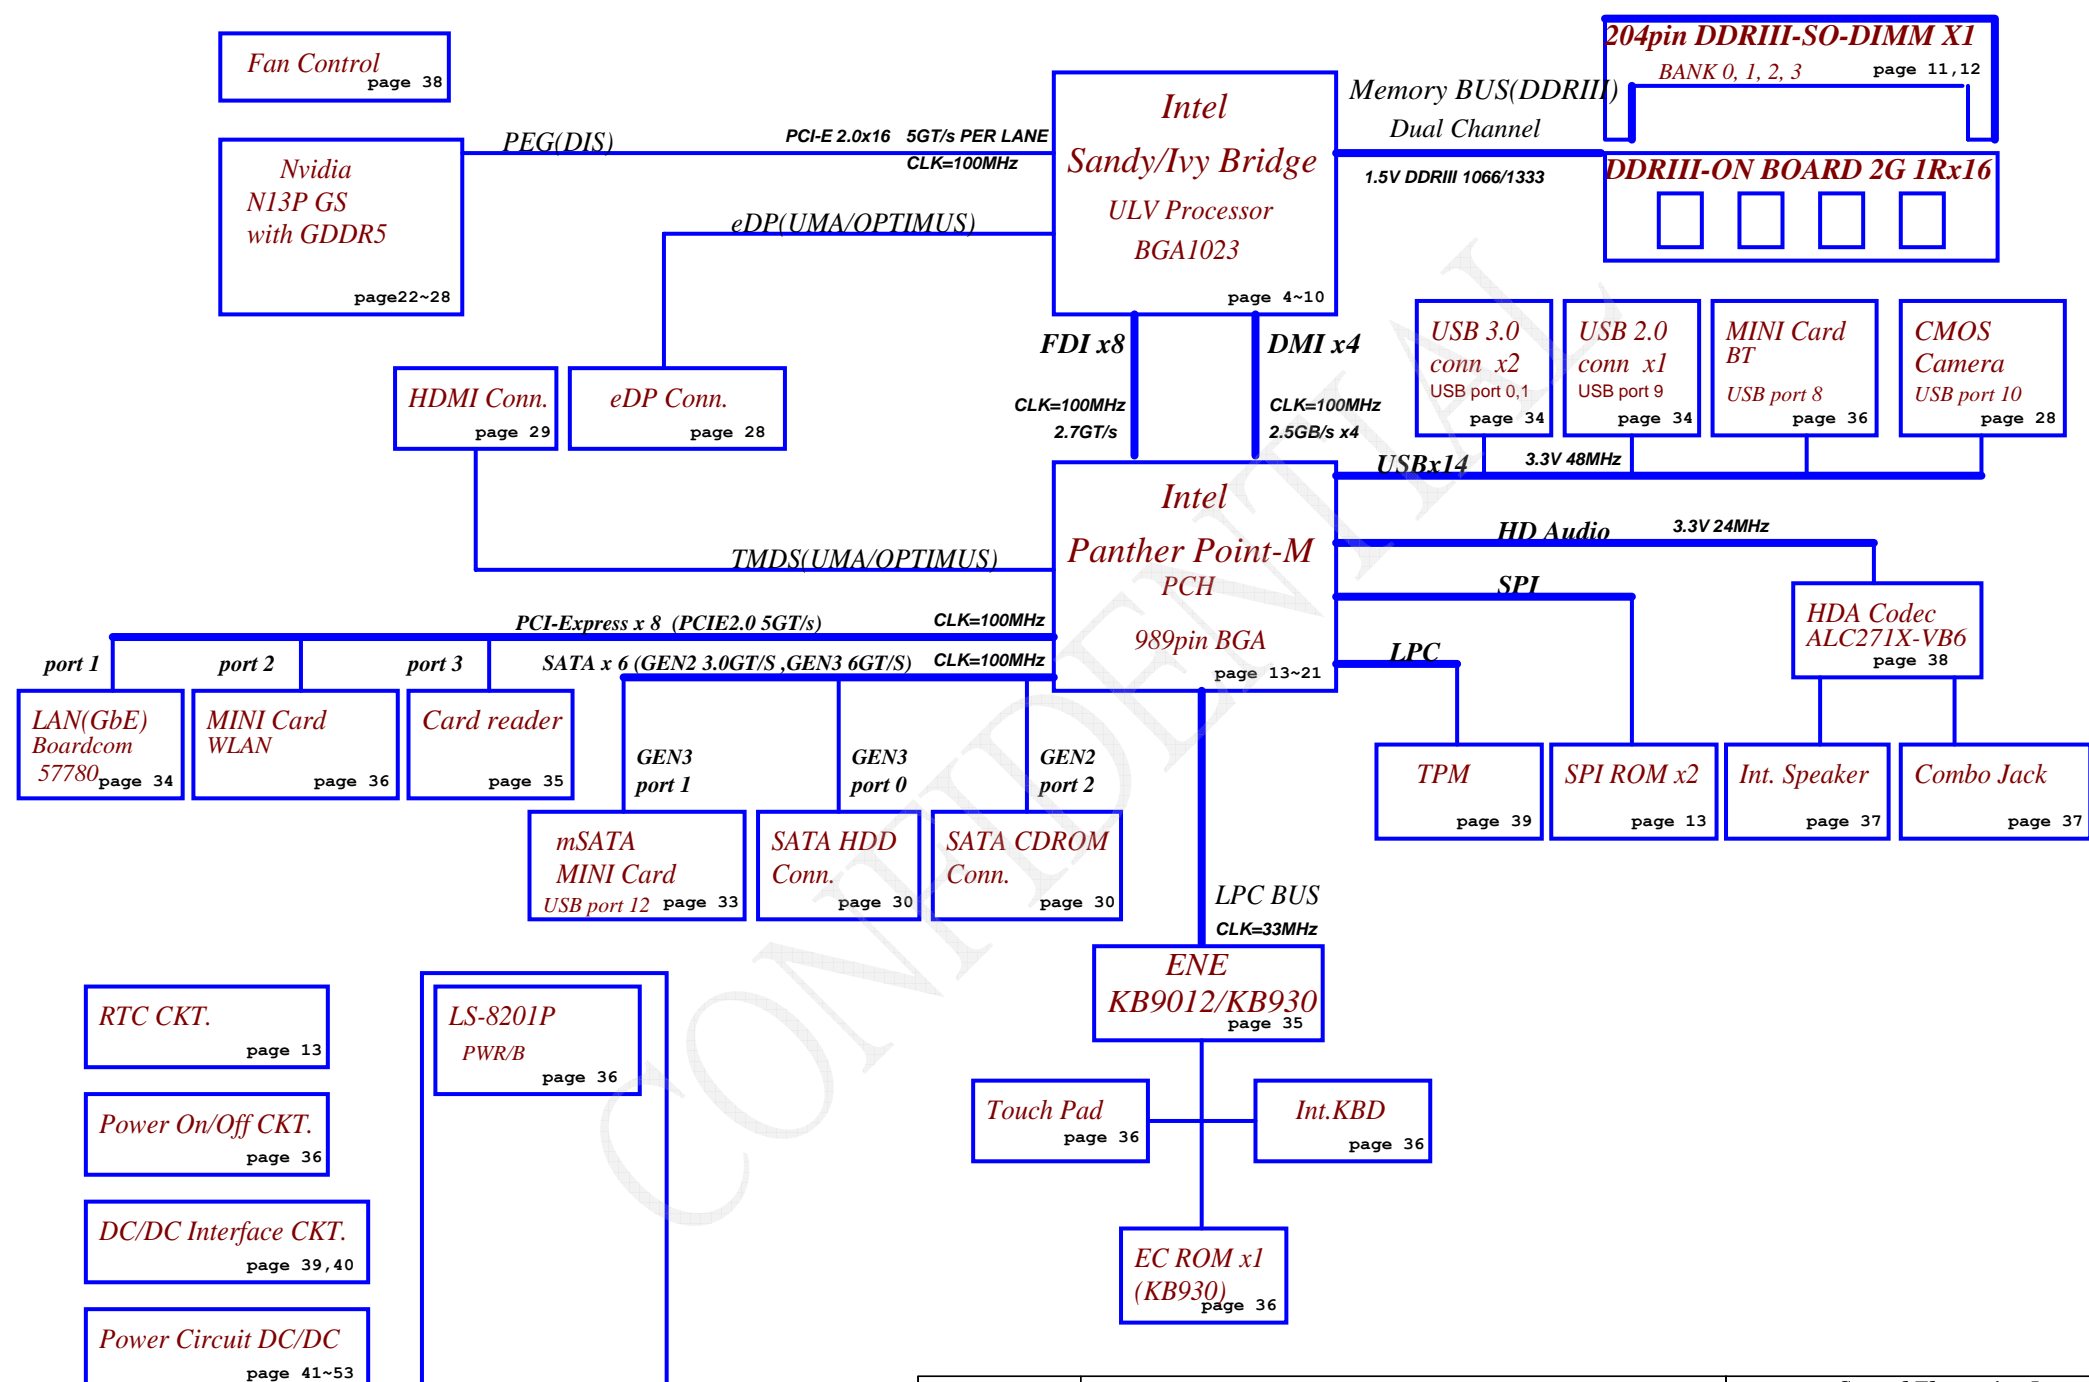 Fan Control
page 38
Nvidia
N13P GS
with GDDR5
page22~28
PEG(DIS)
PCI-E 2.0x16 5GT/s PER LANE
CLK=100MHz
eDP(UMA/OPTIMUS)
Intel
Sandy/Ivy Bridge
ULV Processor
BGA1023
page 4~10
Memory BUS(DDRIII)
Dual Channel
1.5V DDRIII 1066/1333
204pin DDRIII-SO-DIMM X1
BANK 0, 1, 2, 3
page 11,12
DDRIII-ON BOARD 2G 1Rx16
HDMI Conn.
page 29
eDP Conn.
page 28
FDI x8
CLK=100MHz
2.7GT/s
DMI x4
CLK=100MHz
2.5GB/s x4
USB 3.0
conn x2
USB port 0,1
page 34
USB 2.0
conn x1
USB port 9
page 34
MINI Card
BT
USB port 8
page 36
CMOS
Camera
USB port 10
page 28
USBx14
3.3V 48MHz
Intel
Panther Point-M
PCH
989pin BGA
page 13~21
TMDS(UMA/OPTIMUS)
HD Audio
3.3V 24MHz
SPI
LPC
HDA Codec
ALC271X-VB6
page 38
PCI-Express x 8 (PCIE2.0 5GT/s)
CLK=100MHz
SATA x 6 (GEN2 3.0GT/S ,GEN3 6GT/S)
CLK=100MHz
port 1
port 2
port 3
LAN(GbE)
Boardcom
57780
page 34
MINI Card
WLAN
page 36
Card reader
page 35
GEN3
port 1
GEN3
port 0
GEN2
port 2
mSATA
MINI Card
USB port 12
page 33
SATA HDD
Conn.
page 30
SATA CDROM
Conn.
page 30
TPM
page 39
SPI ROM x2
page 13
Int. Speaker
page 37
Combo Jack
page 37
LPC BUS
CLK=33MHz
ENE
KB9012/KB930
page 35
Touch Pad
page 36
Int.KBD
page 36
EC ROM x1
(KB930)
page 36
RTC CKT.
page 13
Power On/Off CKT.
page 36
DC/DC Interface CKT.
page 39,40
Power Circuit DC/DC
page 41~53
LS-8201P
PWR/B
page 36
CONFIDENTIAL